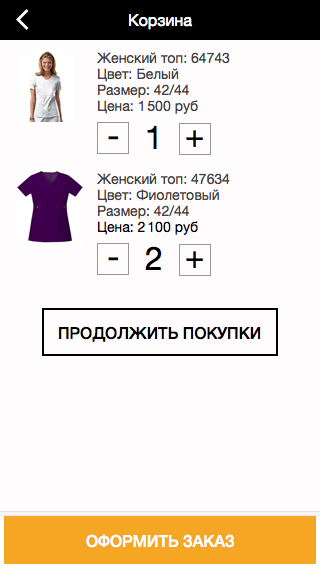 Корзина
Женский топ: 64743
Цвет: Белый
Размер: 42/44
Цена: 1 500 руб
- 1 +
Женский топ: 47634
Цвет: Фиолетовый
Размер: 42/44
Цена: 2 100 руб
- 2 +
ПРОДОЛЖИТЬ ПОКУПКИ
ОФОРМИТЬ ЗАКАЗ